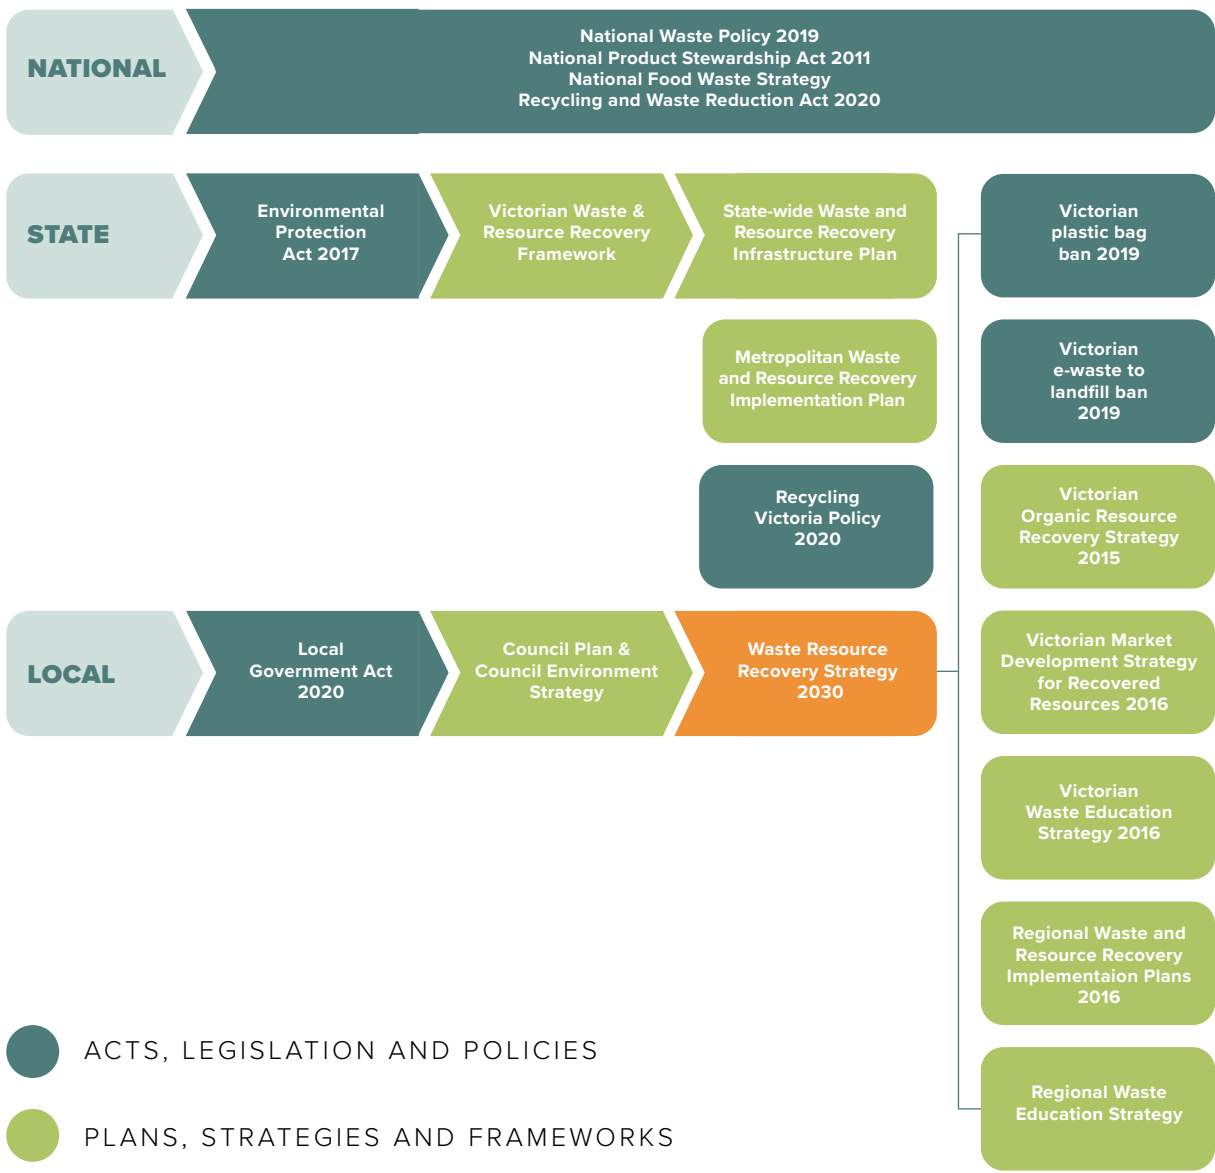 NATIONAL
National Waste Policy 2019
National Product Stewardship Act 2011
National Food Waste Strategy
Recycling and Waste Reduction Act 2020
STATE
Environmental
Protection
Act 2017
Victorian Waste &
Resource Recovery
Framework
State-wide Waste and
Resource Recovery
Infrastructure Plan
Metropolitan Waste
and Resource Recovery
Implementation Plan
Recycling
Victoria Policy
2020
LOCAL
Local
Government Act
2020
Council Plan &
Council Environment
Strategy
Waste Resource
Recovery Strategy
2030
Victorian
plastic bag
ban 2019
Victorian
e-waste to
landfill ban
2019
Victorian
Organic Resource
Recovery Strategy
2015
Victorian Market
Development Strategy
for Recovered
Resources 2016
Victorian
Waste Education
Strategy 2016
Regional Waste and
Resource Recovery
Implementaion Plans
2016
Regional Waste
Education Strategy
ACTS, LEGISLATION AND POLICIES
PLANS, STRATEGIES AND FRAMEWORKS